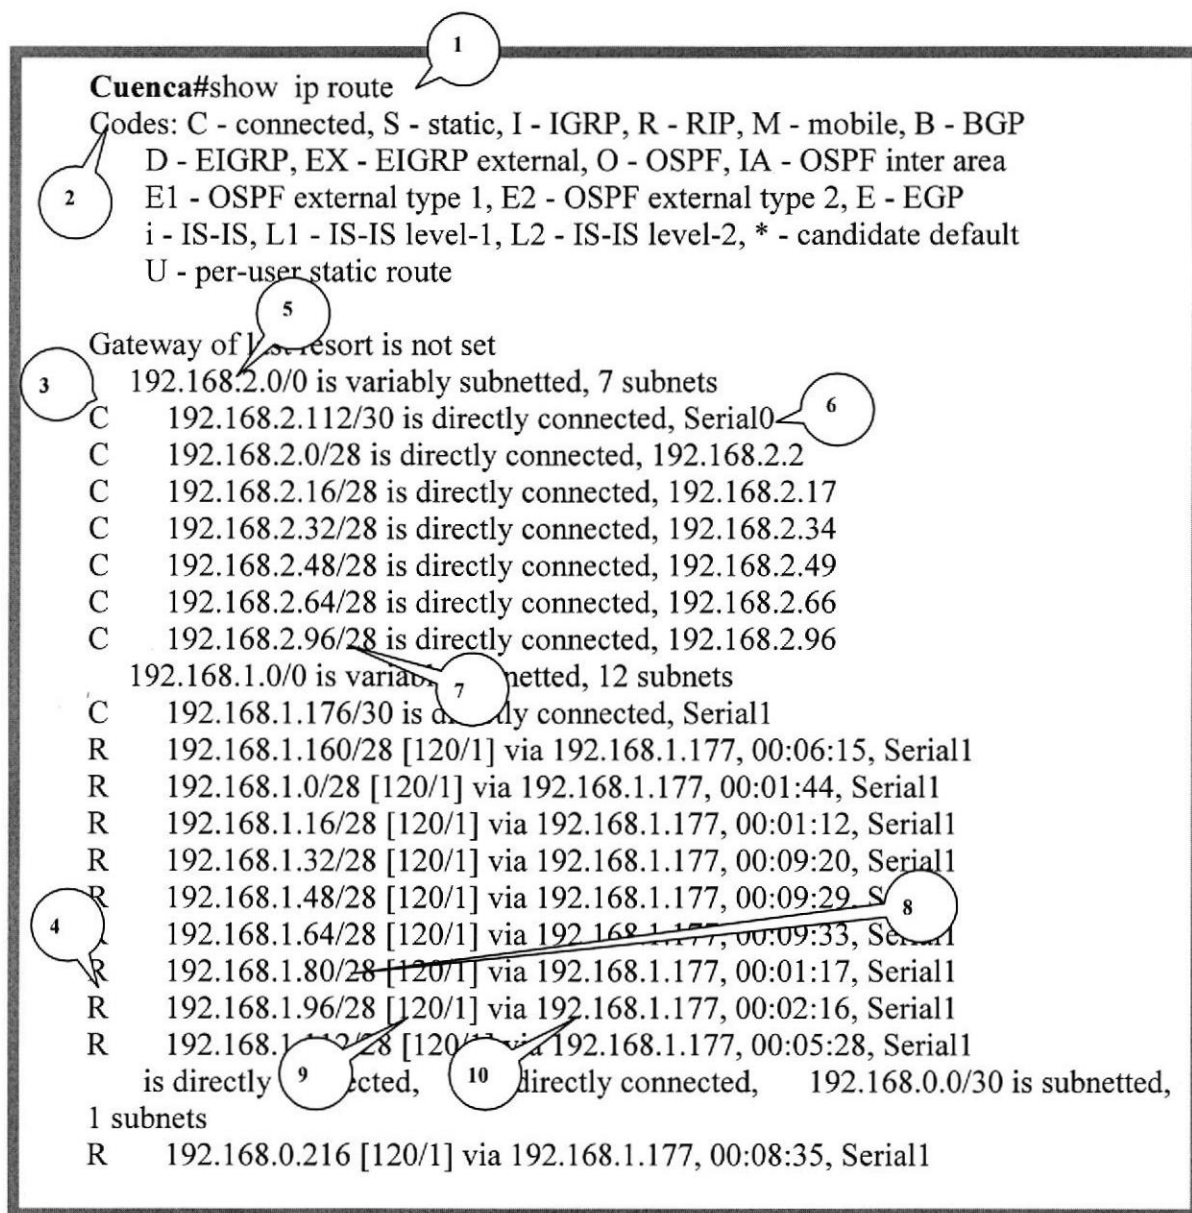 1
Cuenca#show ip route
Codes: C - connected, S - static, I - IGRP, R - RIP, M - mobile, B - BGP
D - EIGRP, EX - EIGRP external, O - OSPF, IA - OSPF inter area
2
E1 - OSPF external type 1, E2 - OSPF external type 2, E - EGP
i - IS-IS, L1 - IS-IS level-1, L2 - IS-IS level-2, * - candidate default
U - per-user static route
5
Gateway of last resort is not set
3
192.168.2.0/0 is variably subnetted, 7 subnets
6
C 192.168.2.112/30 is directly connected, Serial0
C 192.168.2.0/28 is directly connected, 192.168.2.2
C 192.168.2.16/28 is directly connected, 192.168.2.17
C 192.168.2.32/28 is directly connected, 192.168.2.34
C 192.168.2.48/28 is directly connected, 192.168.2.49
C 192.168.2.64/28 is directly connected, 192.168.2.66
C 192.168.2.96/28 is directly connected, 192.168.2.96
192.168.1.0/0 is 12 subnets
7
C 192.168.1.176/30 is connected, Serial1
R 192.168.1.160/28 [120/1] via 192.168.1.177, 00:06:15, Serial1
R 192.168.1.0/28 [120/1] via 192.168.1.177, 00:01:44, Serial1
R 192.168.1.16/28 [120/1] via 192.168.1.177, 00:01:12, Serial1
R 192.168.1.32/28 [120/1] via 192.168.1.177, 00:09:20, Serial1
R 192.168.1.48/28 [120/1] via 192.168.1.177, 00:09:29,
8
4
192.168.1.64/28 [120/1] via 192.168.1.177, 00:09:33, Serial1
R 192.168.1.80/28 [120/1] via 192.168.1.177, 00:01:17, Serial1
R 192.168.1.96/28 [120/1] via 192.168.1.177, 00:02:16, Serial1
R 192.168.1.112/28 [120/1] via 192.168.1.177, 00:05:28, Serial1
9
10
is directly directly connected, 192.168.0.0/30 is subnetted,
1 subnets
R 192.168.0.216 [120/1] via 192.168.1.177, 00:08:35, Serial1